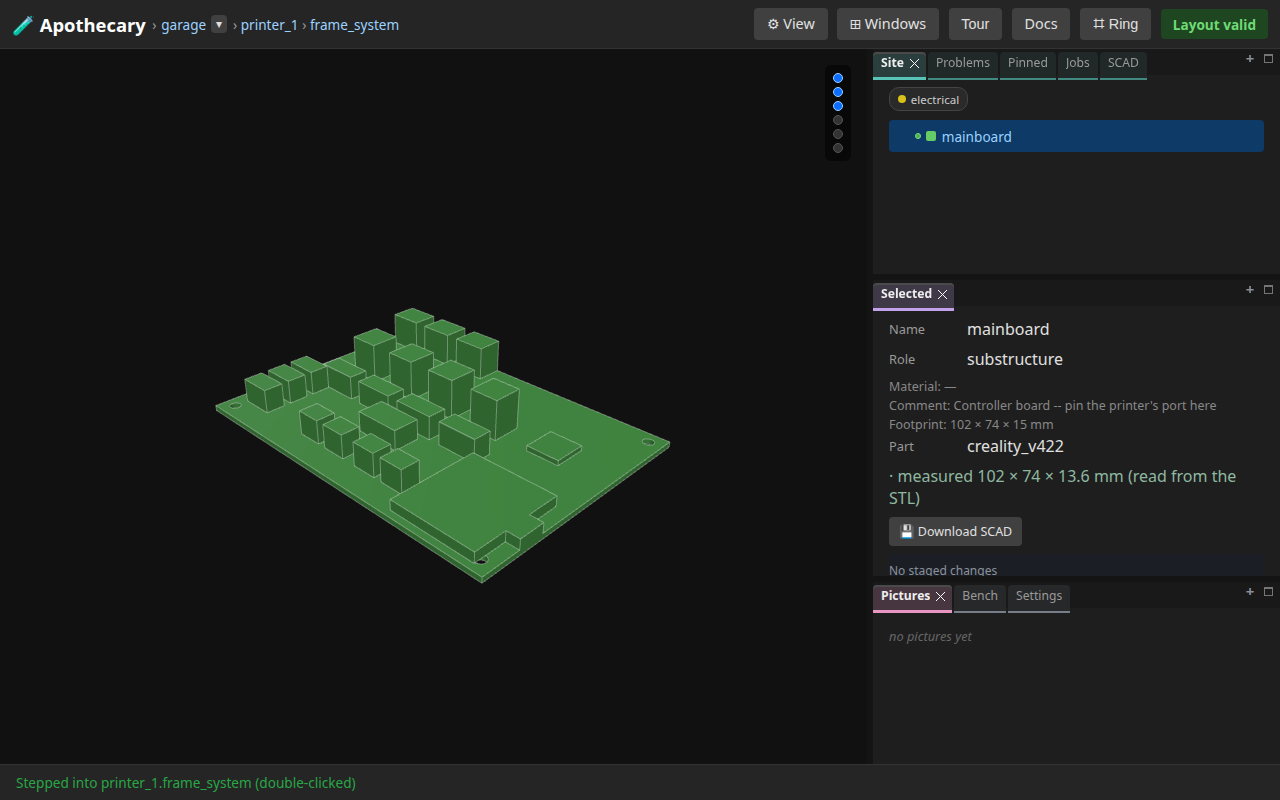 🧪 Apothecary › garage ▾ › printer_1 › frame_system
⚙ View
⊞ Windows
Tour
Docs
⌗ Ring
Layout valid
Site
Problems
Pinned
Jobs
SCAD
electrical
mainboard
Selected
Name mainboard
Role substructure
Material: —
Comment: Controller board -- pin the printer's port here
Footprint: 102 × 74 × 15 mm
Part creality_v422
· measured 102 × 74 × 13.6 mm (read from the
STL)
💾 Download SCAD
No staged changes
Pictures
Bench
Settings
no pictures yet
Stepped into printer_1.frame_system (double-clicked)